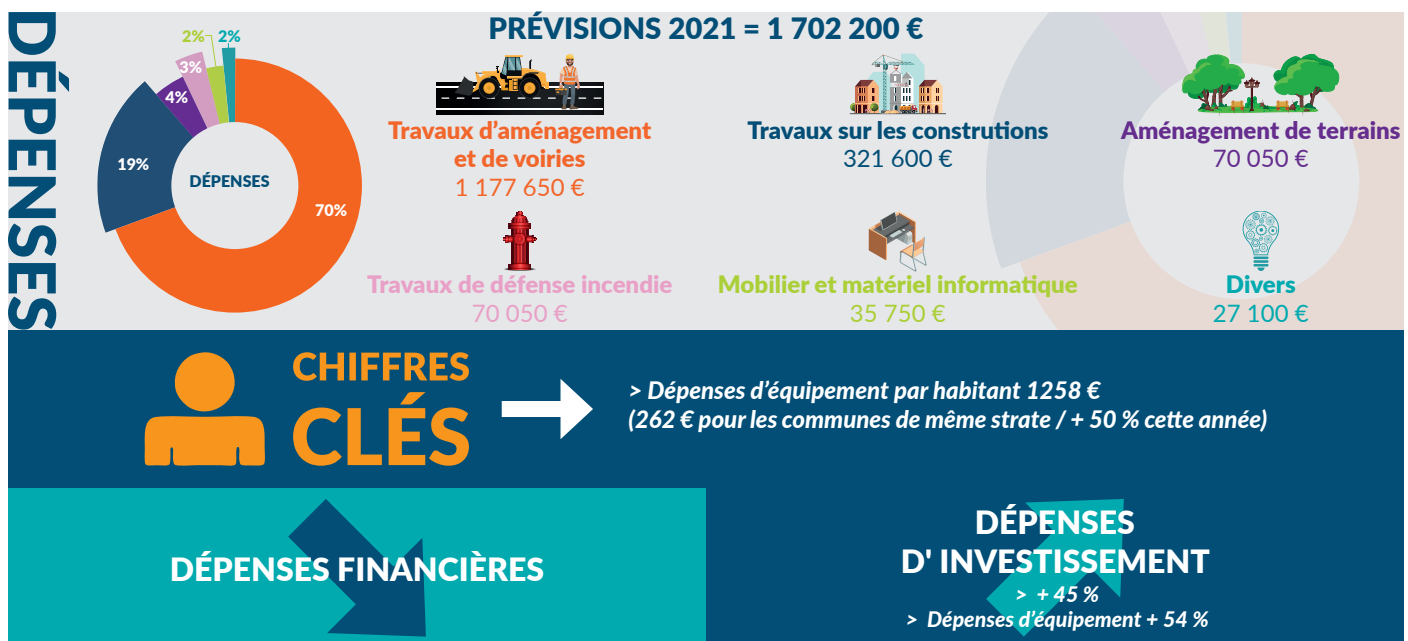 DÉPENSES
PRÉVISIONS 2021 = 1 702 200 €
2%
2%
3%
4%
19%
70%
DÉPENSES
Travaux d'aménagement
et de voiries
1 177 650 €
Travaux sur les construtions
321 600 €
Aménagement de terrains
70 050 €
Travaux de défense incendie
70 050 €
Mobilier et matériel informatique
35 750 €
Divers
27 100 €
CHIFFRES
CLÉS
> Dépenses d'équipement par habitant 1258 €
(262 € pour les communes de même strate / + 50 % cette année)
DÉPENSES FINANCIÈRES
DÉPENSES
D' INVESTISSEMENT
> + 45 %
> Dépenses d'équipement + 54 %